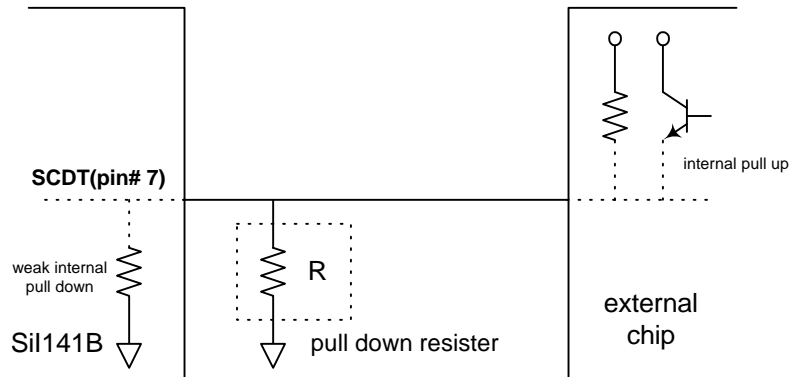 SCDT(pin# 7)
internal pull up
weak internal
pull down
R
SiI141B
pull down resister
external
chip